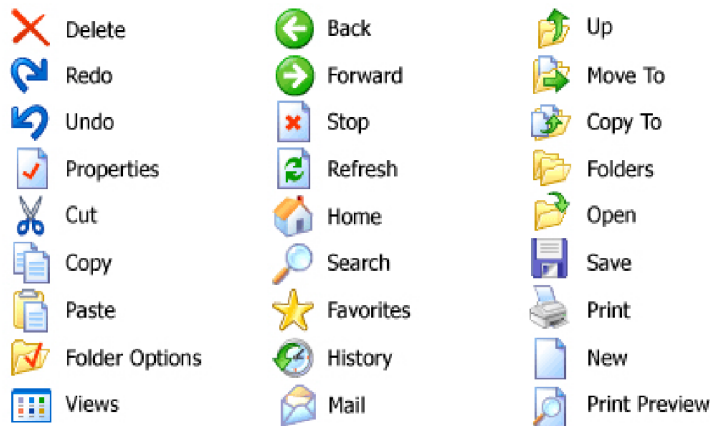 Delete
Redo
Undo
Properties
Cut
Copy
Paste
Folder Options
Views
Back
Forward
Stop
Refresh
Home
Search
Favorites
History
Mail
Up
Move To
Copy To
Folders
Open
Save
Print
New
Print Preview